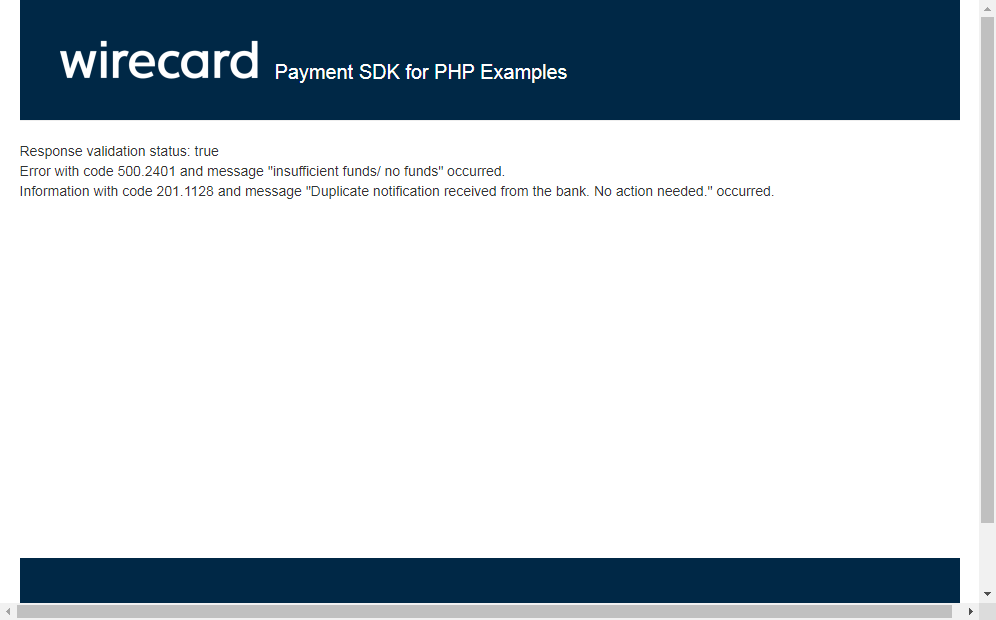 wirecard Payment SDK for PHP Examples
Response validation status: true
Error with code 500.2401 and message "insufficient funds/ no funds" occurred.
Information with code 201.1128 and message "Duplicate notification received from the bank. No action needed." occurred.